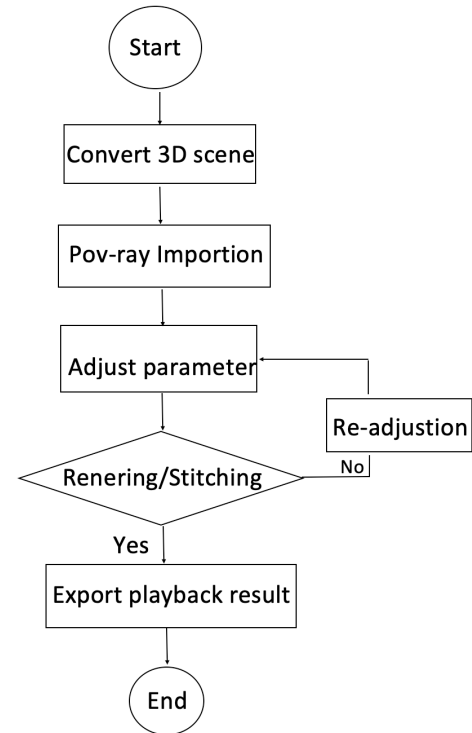 Start
Convert 3D scene
Pov-ray Importion
Adjust parameter
Re-adjustion
Renering/Stitching
No
Yes
Export playback result
End